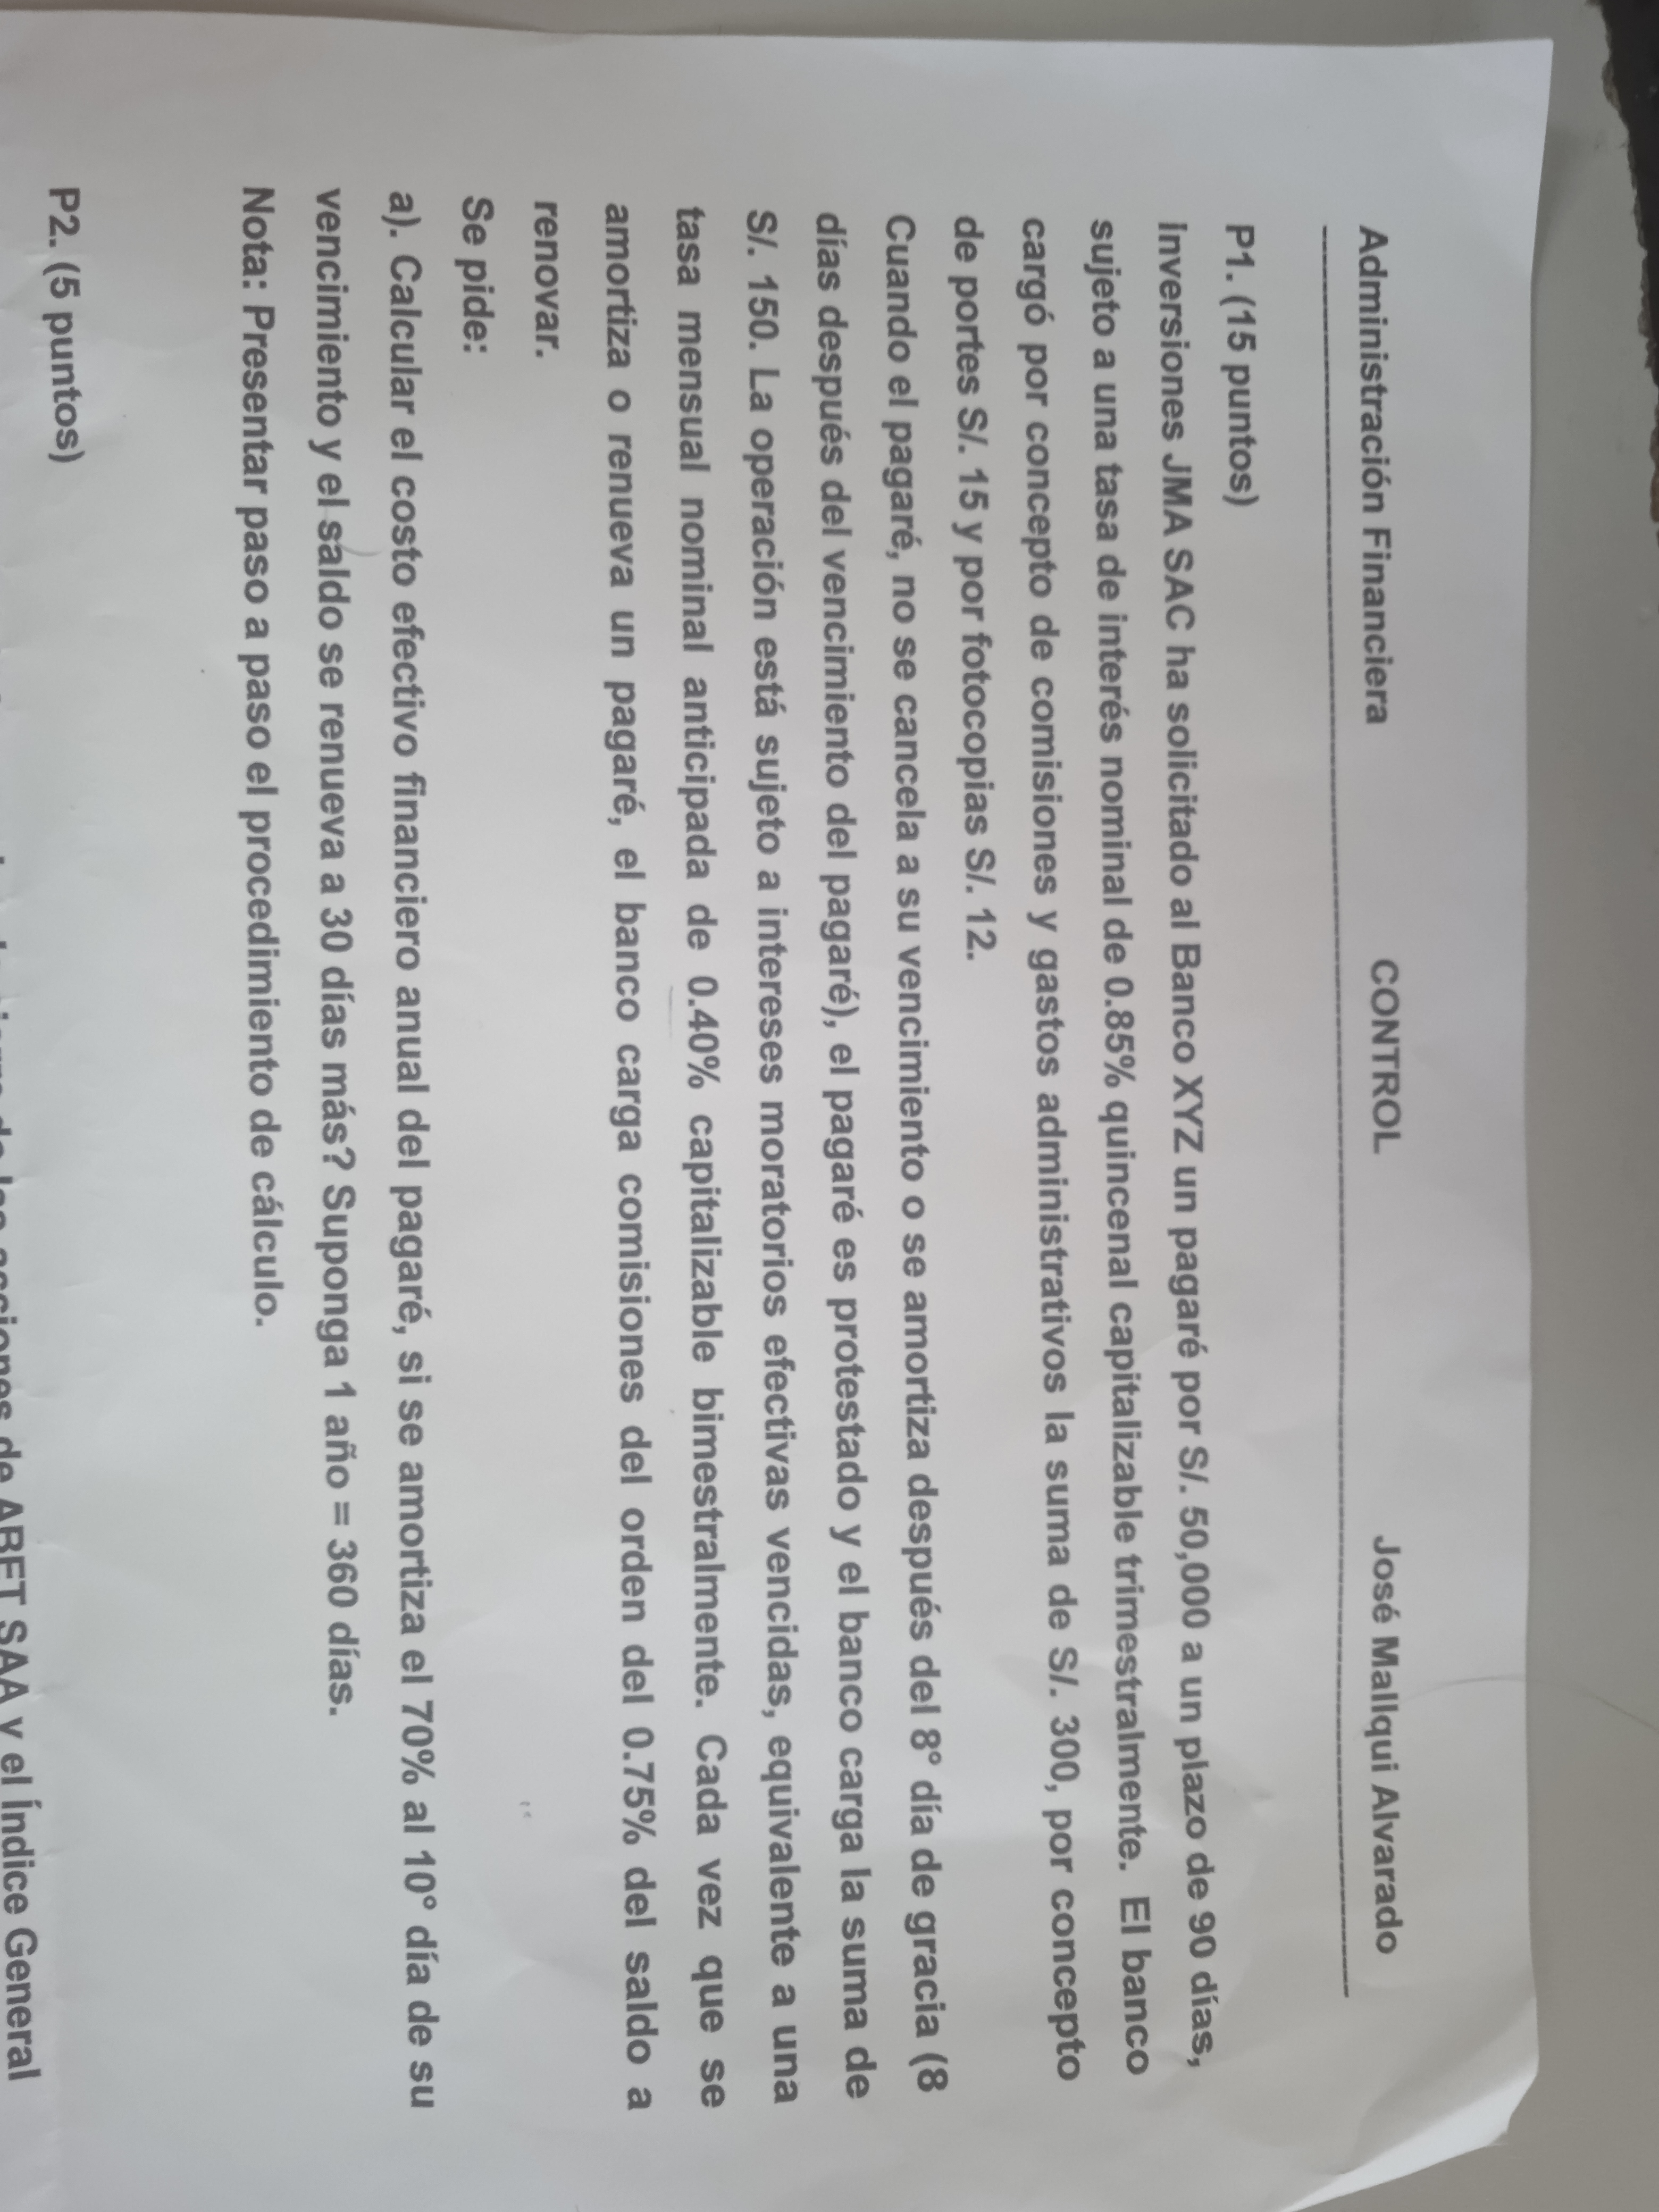 Administración Financiera CONTROL José Mallqui Alvarado
P1. (15 puntos)
Inversiones JMA SAC ha solicitado al Banco XYZ un pagaré por S/. 50,000 a un plazo de 90 días,
sujeto a una tasa de interés nominal de 0.85% quincenal capitalizable trimestralmente. El banco
cargó por concepto de comisiones y gastos administrativos la suma de S/. 300, por concepto
de portes S/. 15 y por fotocopias S/. 12.
Cuando el pagaré, no se cancela a su vencimiento o se amortiza después del 8° día de gracia (8
días después del vencimiento del pagaré), el pagaré es protestado y el banco carga la suma de
S/. 150. La operación está sujeto a intereses moratorios efectivas vencidas, equivalente a una
tasa mensual nominal anticipada de 0.40% capitalizable bimestralmente. Cada vez que se
amortiza o renueva un pagaré, el banco carga comisiones del orden del 0.75% del saldo a
renovar.
Se pide:
a). Calcular el costo efectivo financiero anual del pagaré, si se amortiza el 70% al 10° día de su
vencimiento y el saldo se renueva a 30 días más? Suponga 1 año = 360 días.
Nota: Presentar paso a paso el procedimiento de cálculo.
P2. (5 puntos)
de las acciones de ABET SAA y el Índice General